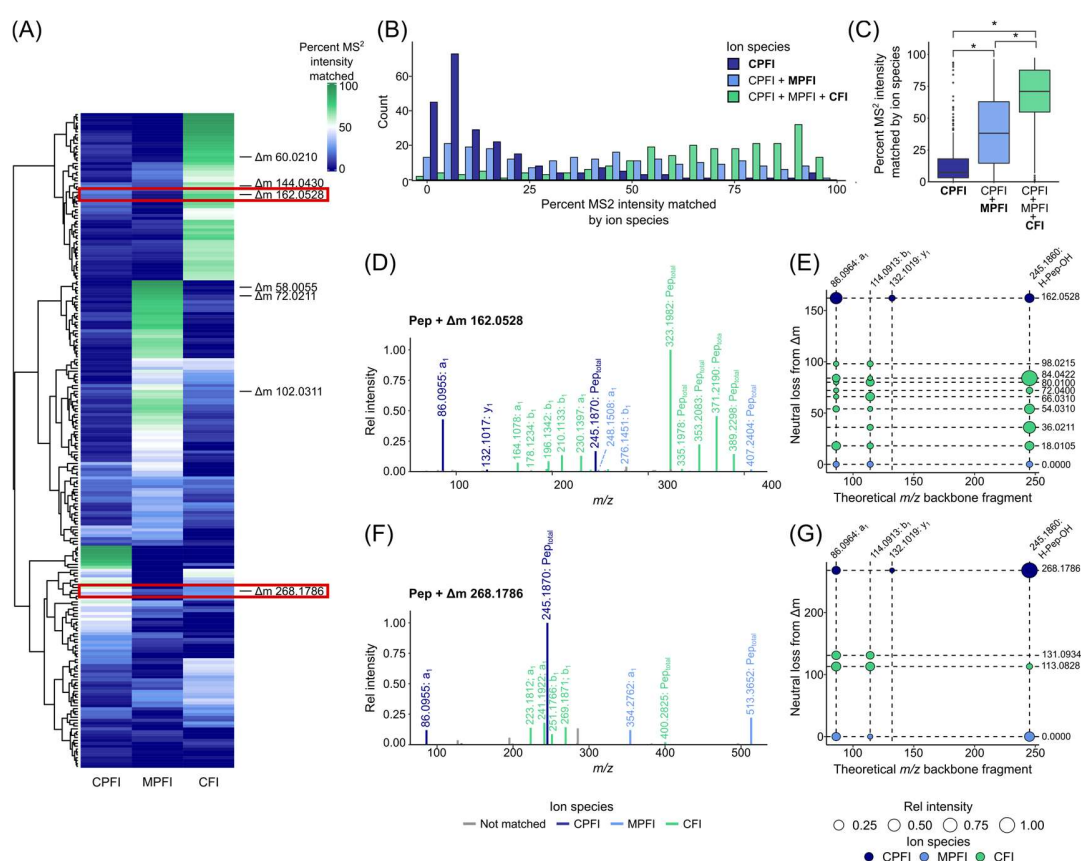 (A)
Percent MS2
intensity
matched
100
50
0
Δm 60.0210
Δm 144.0430
Δm 162.0528
Δm 58.0055
Δm 72.0211
Δm 102.0311
Δm 268.1786
CPFI MPFI CFI
(B)
Count
60
40
20
0
0 25 50 75 100
Percent MS2 intensity matched
by ion species
Ion species
CPFI
CPFI + MPFI
CPFI + MPFI + CFI
(C)
Percent MS2 intensity
matched by ion species
100
75
50
25
0
* * *
CPFI
CPFI
+
MPFI
CPFI
+
MPFI
+
CFI
(D)
Pep + Δm 162.0528
Rel intensity
1.00
0.75
0.50
0.25
0.00
86.0955: a1
132.1017: y1
164.1078: a1
178.1234: b1
196.1342: b1
210.1133: b1
230.1397: a1
245.1870: Peptotal
248.1508: a1
276.1451: b1
323.1982: Peptotal
335.1978: Peptotal
353.2083: Peptotal
371.2190: Peptotal
389.2298: Peptotal
407.2404: Peptotal
100 200 300 400
m/z
(E)
86.0964: a1
114.0913: b1
132.1019: y1
245.1860:
H-Pep-OH
Neutral loss from Δm
150
100
50
0
162.0528
98.0215
84.0422
80.0100
72.0400
66.0310
54.0310
36.0211
18.0105
0.0000
100 150 200 250
Theoretical m/z backbone fragment
(F)
Pep + Δm 268.1786
Rel intensity
1.00
0.75
0.50
0.25
0.00
86.0955: a1
223.1812: a1
241.1922: a1
245.1870: Peptotal
251.1766: b1
269.1871: b1
354.2762: a1
400.2825: Peptotal
513.3652: Peptotal
100 200 300 400 500
m/z
Ion species
Not matched CPFI MPFI CFI
(G)
86.0964: a1
114.0913: b1
132.1019: y1
245.1860:
H-Pep-OH
Neutral loss from Δm
200
100
0
268.1786
131.0934
113.0828
0.0000
100 150 200 250
Theoretical m/z backbone fragment
Rel intensity
0.25 0.50 0.75 1.00
Ion species
CPFI MPFI CFI